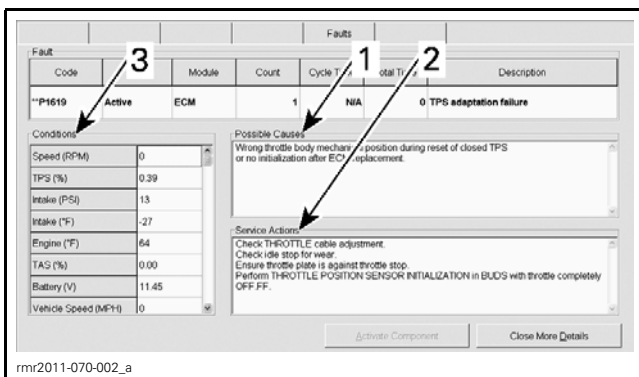 Faults
Fault
3 1 2
Code Module Count Cycle Total Description
**P1619 Active ECM 1 N/A 0 TPS adaptation failure
Conditions
Speed (RPM) 0
TPS (%) 0.39
Intake (PSI) 13
Intake (°F) -27
Engine (°F) 64
TAS (%) 0.00
Battery (V) 11.45
Vehicle Speed (MPH) 0
Possible Causes
Wrong throttle body mechanical position during reset of closed TPS
or no initialization after ECM replacement.
Service Actions
Check THROTTLE cable adjustment.
Check idle stop for wear.
Ensure throttle plate is against throttle stop.
Perform THROTTLE POSITION SENSOR INITIALIZATION in BUDS with throttle completely
OFF.FF.
Activate Component Close More Details
rmr2011-070-002_a